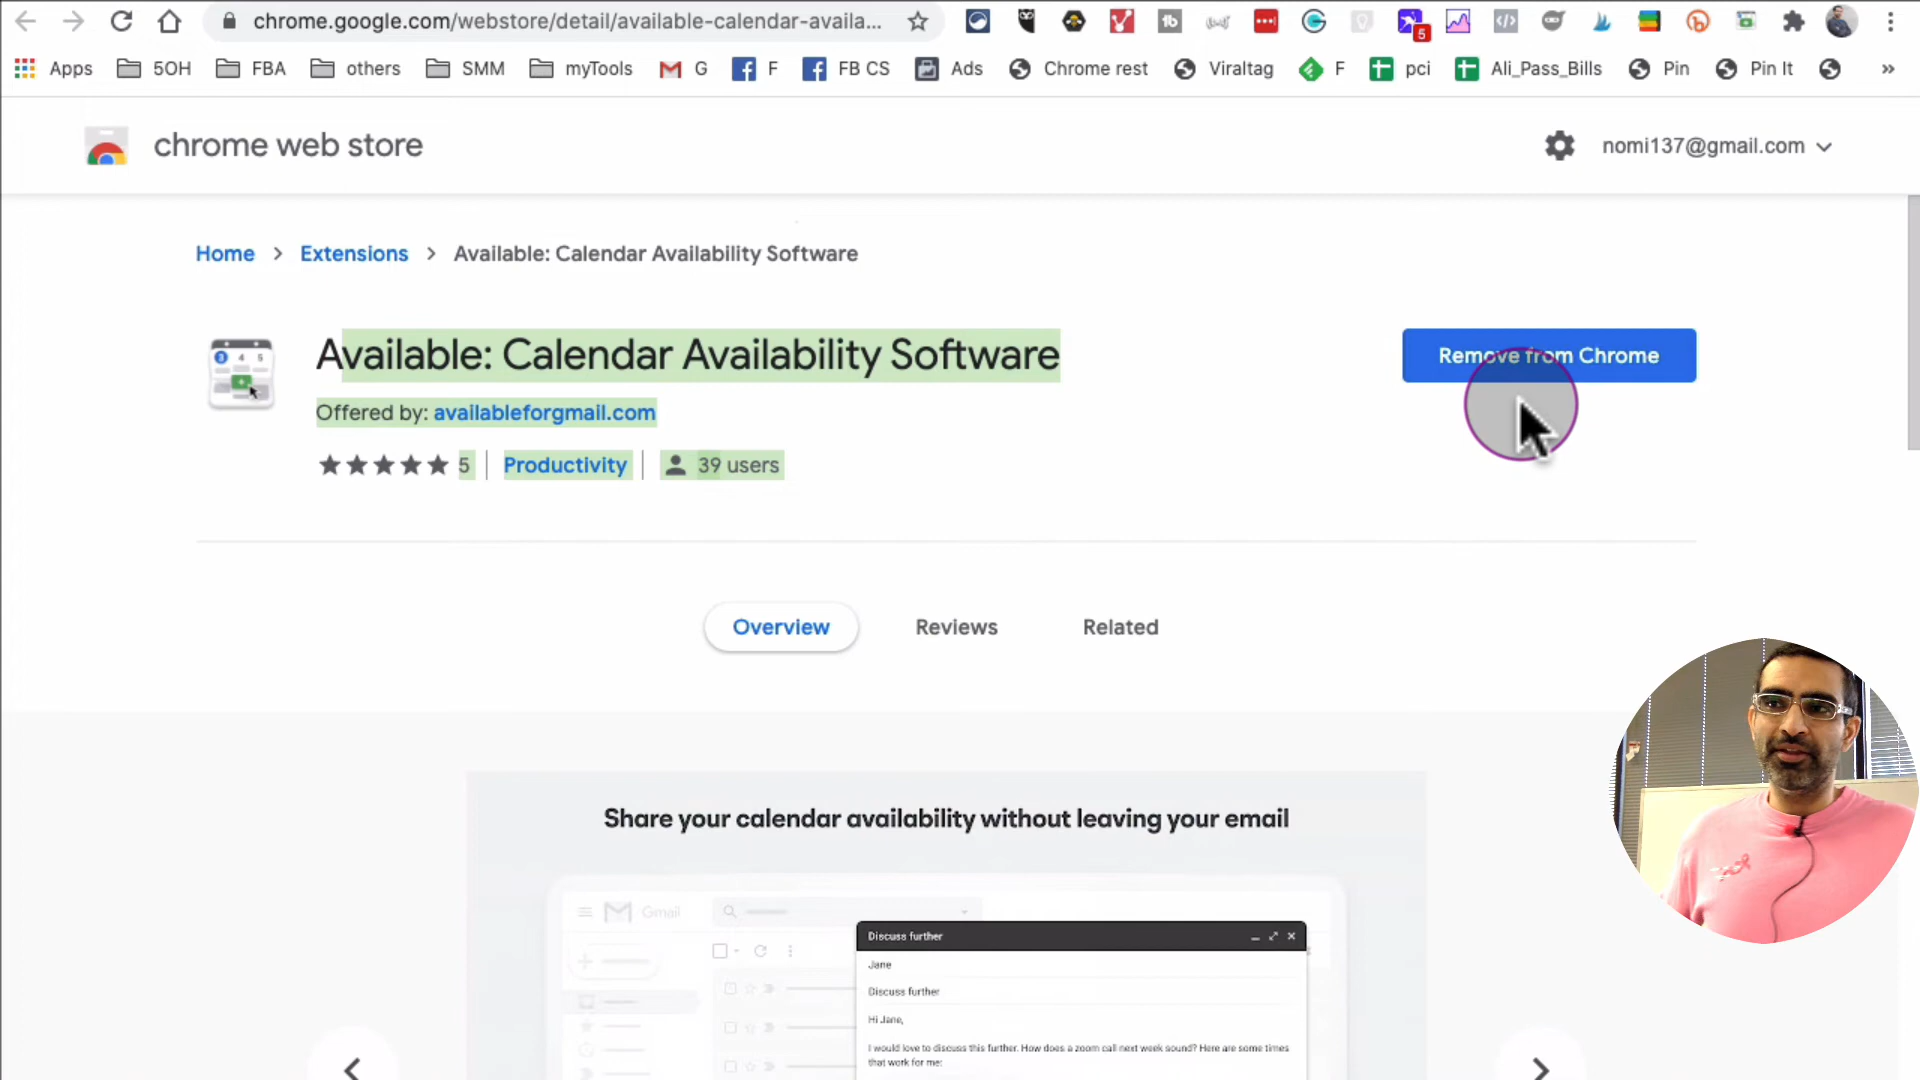 chrome.google.com/webstore/detail/available-calendar-availa...
5
Apps 5OH FBA others SMM myTools G F FB CS Ads Chrome rest Viraltag F pci Ali_Pass_Bills Pin Pin It »
chrome web store
nomi137@gmail.com
Home > Extensions > Available: Calendar Availability Software
Available: Calendar Availability Software
Remove from Chrome
Offered by: availableforgmail.com
5 Productivity 39 users
Overview Reviews Related
Share your calendar availability without leaving your email
Gmail
Discuss further
Jane
Discuss further
Hi Jane,
I would love to discuss this further. How does a zoom call next week sound? Here are some times
that work for me: